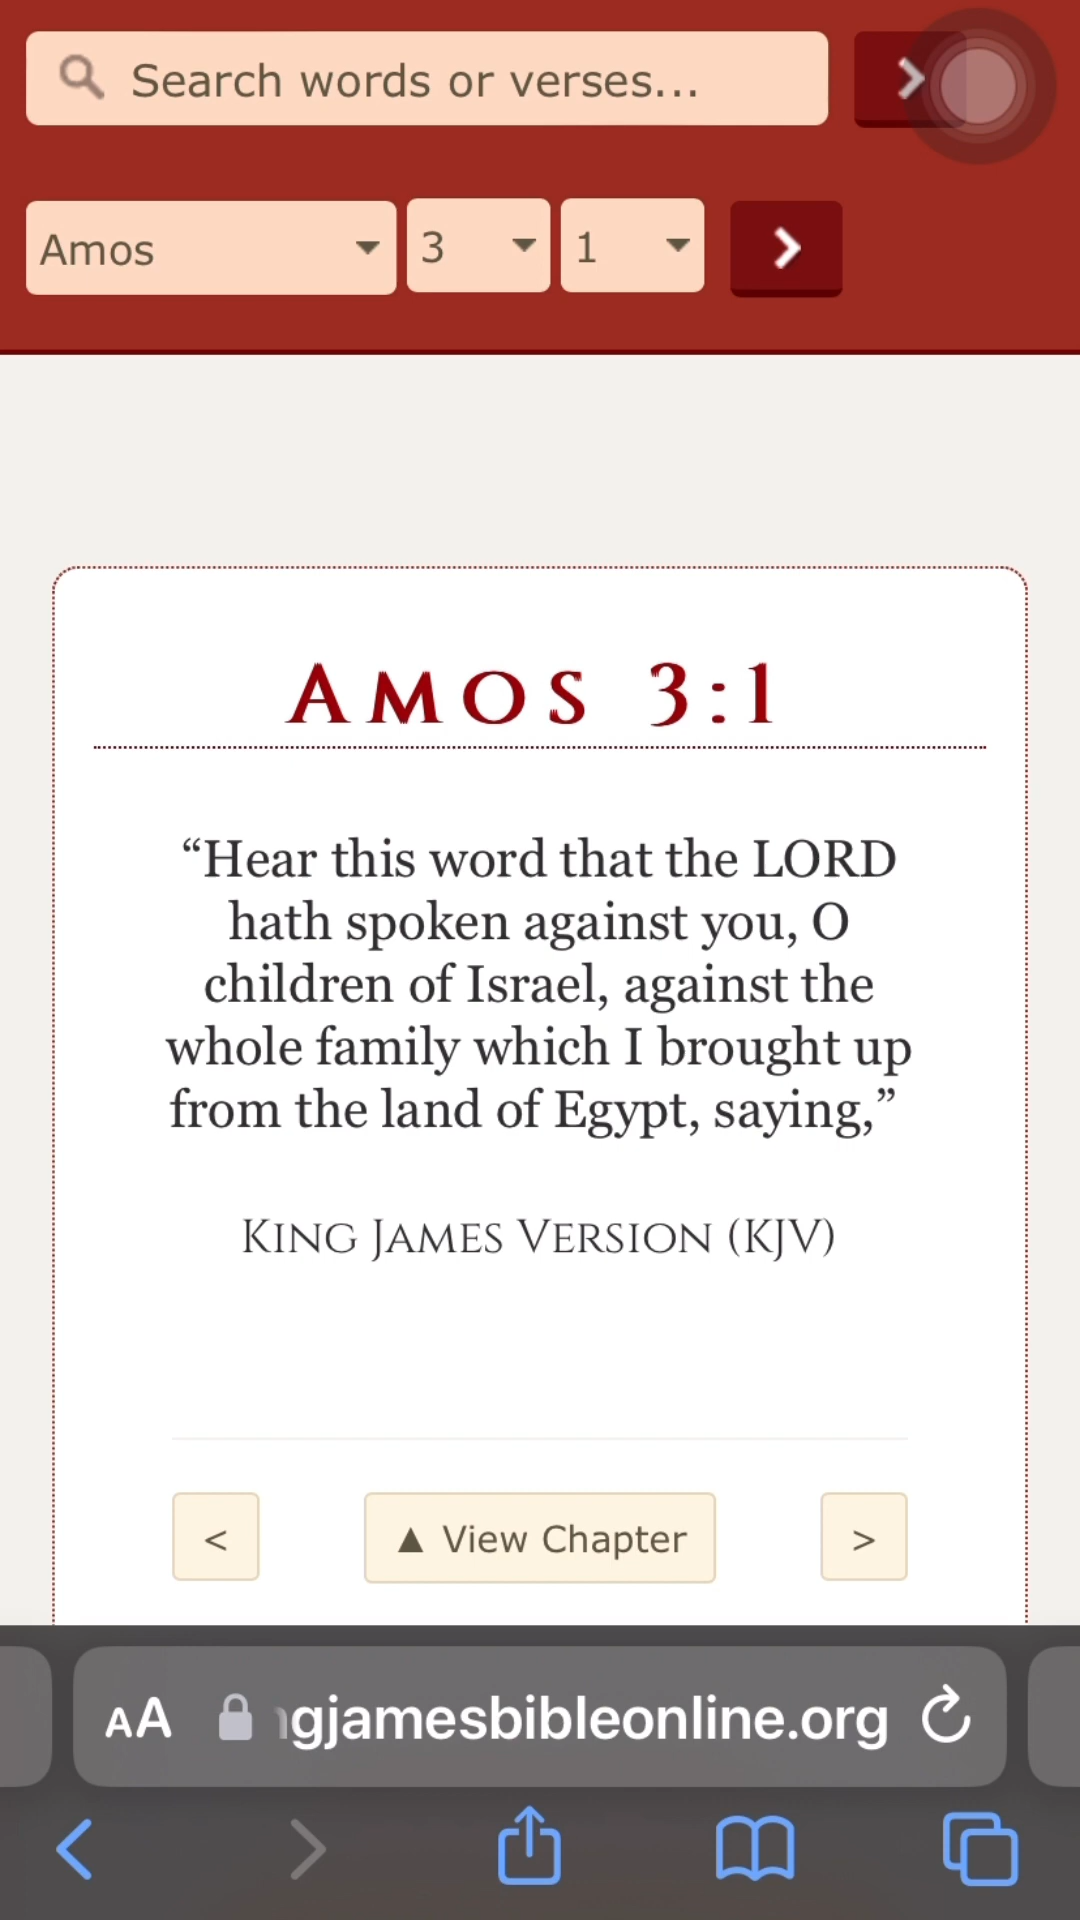 Search words or verses...
Amos 3 1
Amos 3:1
“Hear this word that the LORD
hath spoken against you, O
children of Israel, against the
whole family which I brought up
from the land of Egypt, saying,”
King James Version (KJV)
< ▲ View Chapter >
AA gjamesbibleonline.org